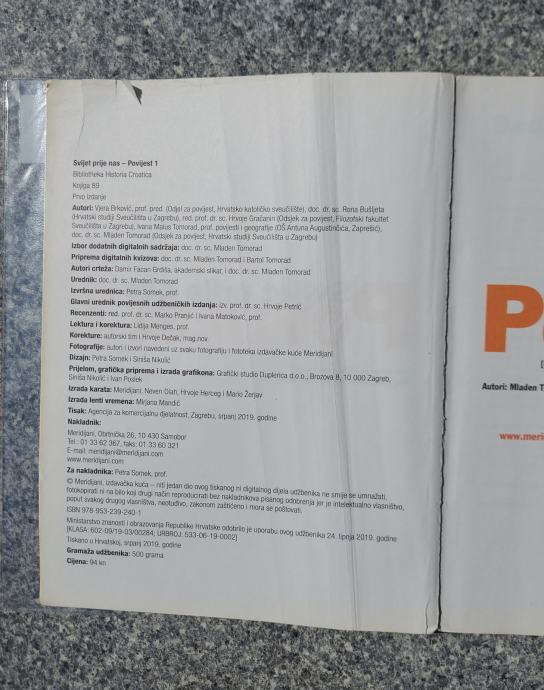 Svijet prije nas – Povijest 1
Bibliotheka Historia Croatica
Knjiga 89
Prvo izdanje
Autori: Vjera Brković, prof. pred. (Odjel za povijest, Hrvatsko katoličko sveučilište), doc. dr. sc. Rona Bušljeta
(Hrvatski studiji Sveučilišta u Zagrebu), red. prof. dr. sc. Hrvoje Gračanin (Odsjek za povijest, Filozofski fakultet
Sveučilišta u Zagrebu), Ivana Malus Tomorad, prof. povijesti i geografije (OŠ Antuna Augustinčića, Zaprešić),
doc. dr. sc. Mladen Tomorad (Odsjek za povijest, Hrvatski studiji Sveučilišta u Zagrebu)
Izbor dodatnih digitalnih sadržaja: doc. dr. sc. Mladen Tomorad
Priprema digitalnih kvizova: doc. dr. sc. Mladen Tomorad i Bartol Tomorad
Autori crteža: Damir Facan Grdiša, akademski slikar, i doc. dr. sc. Mladen Tomorad
Urednik: doc. dr. sc. Mladen Tomorad
Izvršna urednica: Petra Somek, prof.
Glavni urednik povijesnih udžbeničkih izdanja: izv. prof. dr. sc. Hrvoje Petrić
Recenzenti: red. prof. dr. sc. Marko Pranjić i Ivana Matoković, prof.
Lektura i korektura: Lidija Menges, prof.
Korekture: autorski tim i Hrvoje Dečak, mag.nov.
Fotografije: autori i izvori navedeni uz svaku fotografiju i fototeka izdavačke kuće Meridijani
Dizajn: Petra Somek i Siniša Nikolić
Prijelom, grafička priprema i izrada grafikona: Grafički studio Duplerica d.o.o., Brozova 8, 10 000 Zagreb,
Siniša Nikolić i Ivan Poslek
Izrada karata: Meridijani, Neven Olah, Hrvoje Herceg i Mario Žerjav
Izrada lenti vremena: Mirjana Mandić
Tisak: Agencija za komercijalnu djelatnost, Zagreb, srpanj 2019. godine
Nakladnik:
Meridijani, Obrtnička 26, 10 430 Samobor
Tel.: 01 33 62 367, faks: 01 33 60 321
E-mail: meridijani@meridijani.com
www.meridijani.com
Za nakladnika: Petra Somek, prof.
© Meridijani, izdavačka kuća – niti jedan dio ovog tiskanog ni digitalnog dijela udžbenika ne smije se umnažati,
fotokopirati ni na bilo koji drugi način reproducirati bez nakladnikova pisanog odobrenja jer je intelektualno vlasništvo,
poput svakog drugog vlasništva, neotuđivo, zakonom zaštićeno i mora se poštovati.
ISBN 978-953-239-240-1
Ministarstvo znanosti i obrazovanja Republike Hrvatske odobrilo je uporabu ovog udžbenika 24. lipnja 2019. godine
[KLASA: 602-09/19-03/00284; URBROJ: 533-06-19-0002]
Tiskano u Hrvatskoj, srpanj 2019. godine
Gramaža udžbenika: 500 grama
Cijena: 94 kn
Autori: Mladen T
www.meri